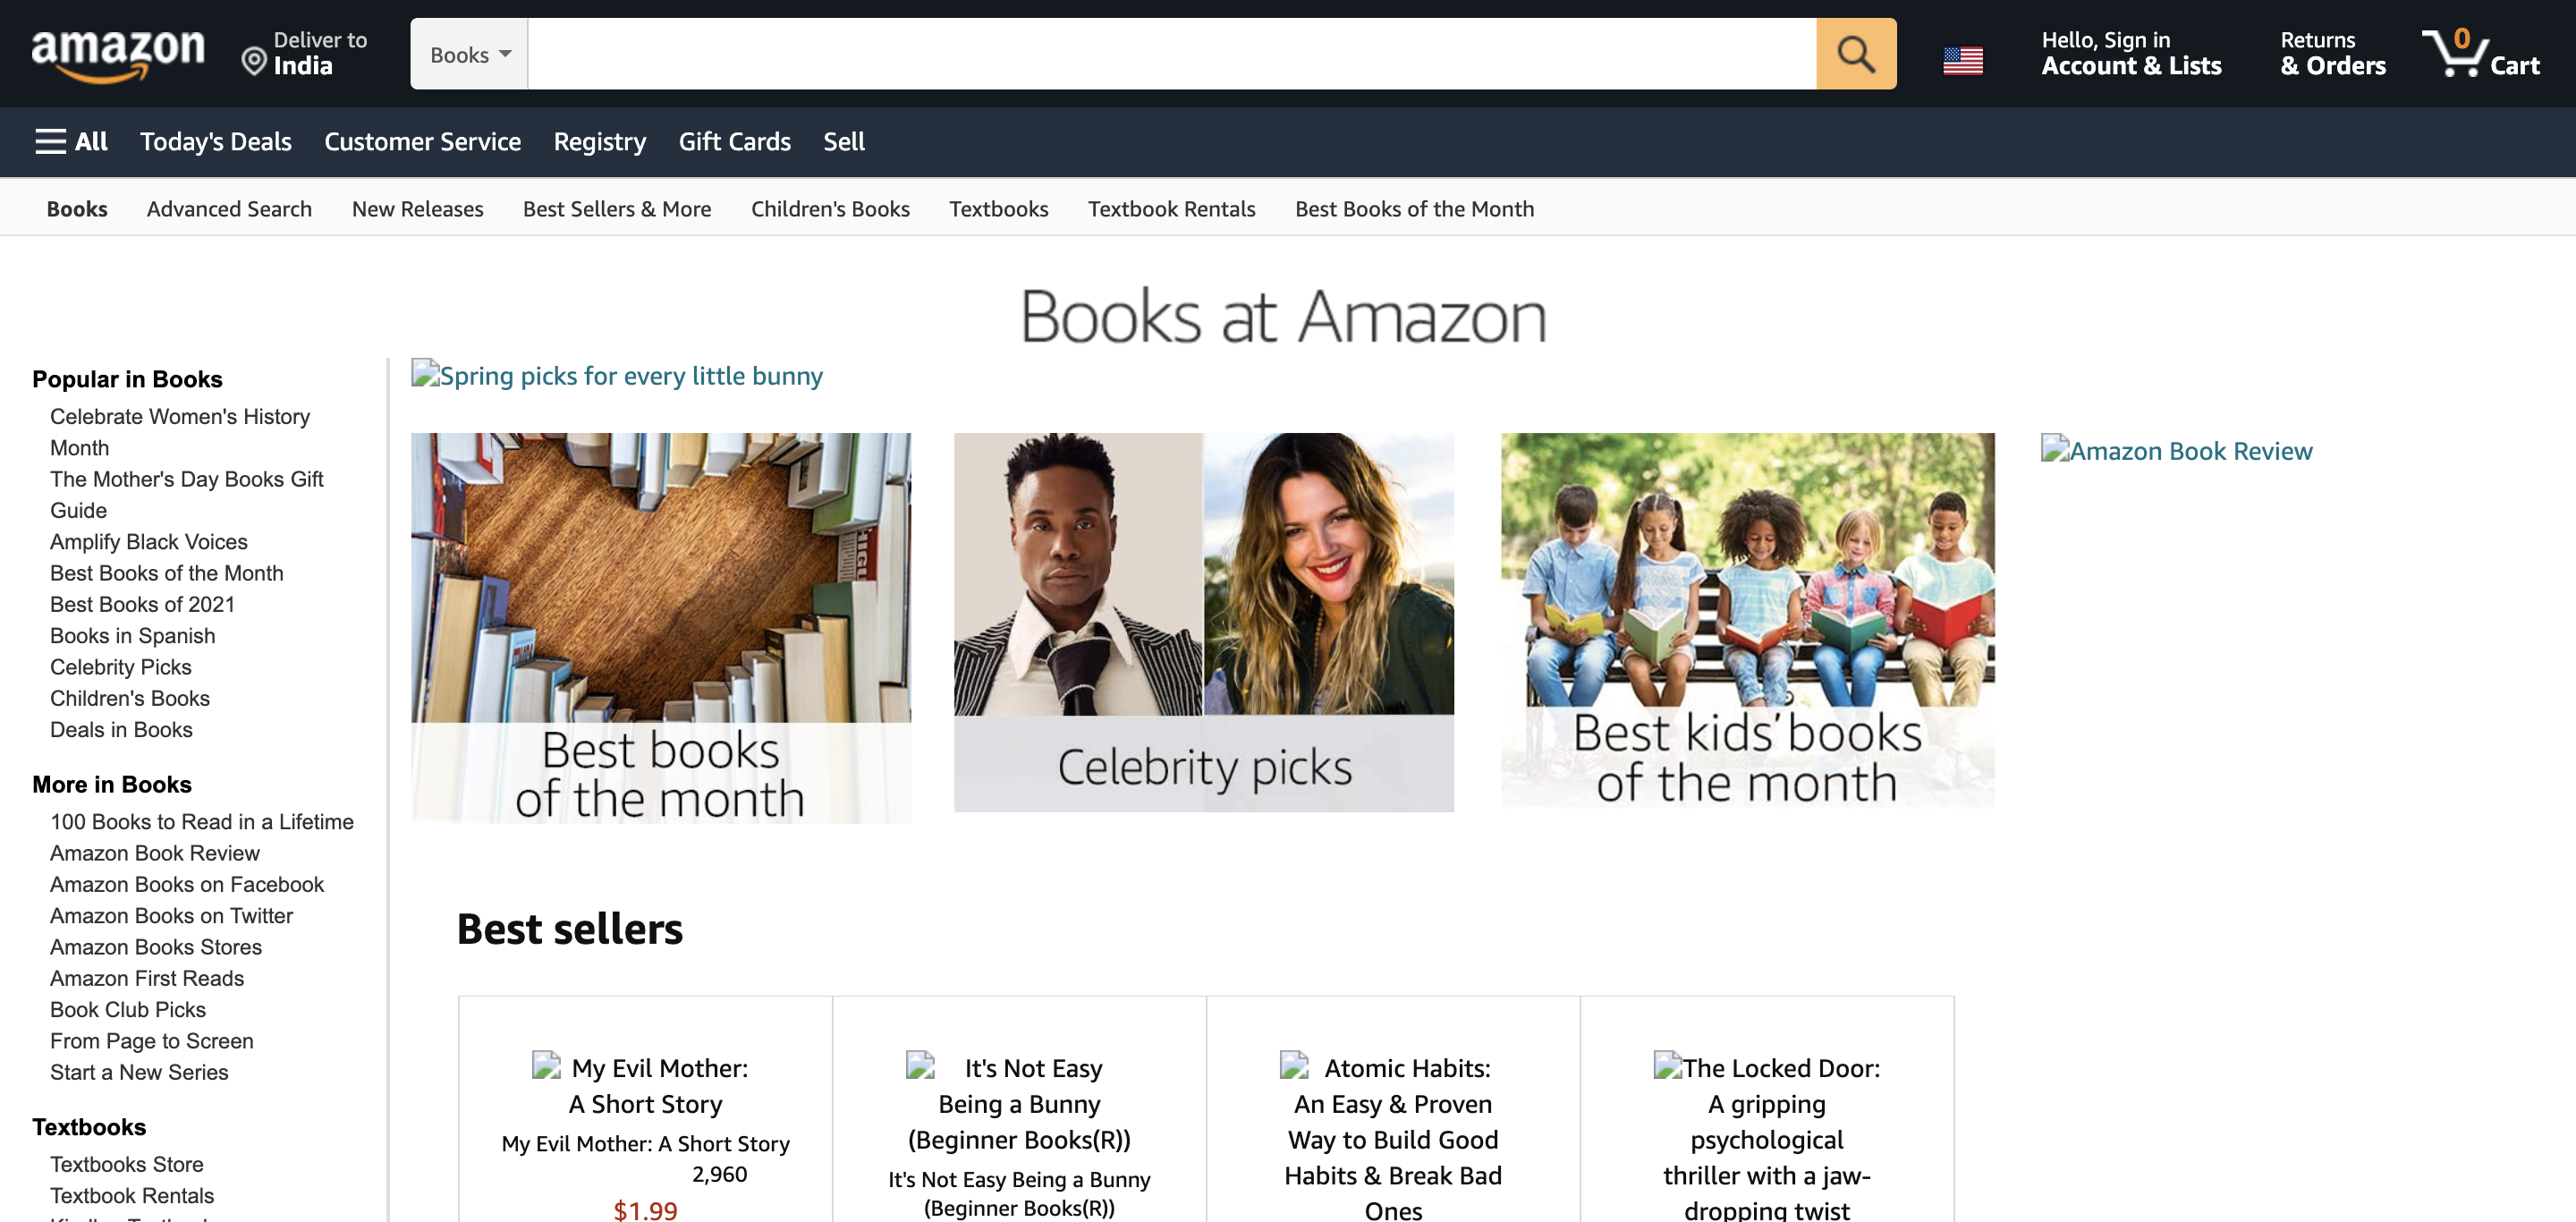 amazon
Deliver to
India
Books
Hello, Sign in
Account & Lists
Returns
& Orders
0
Cart
All
Today's Deals
Customer Service
Registry
Gift Cards
Sell
Books
Advanced Search
New Releases
Best Sellers & More
Children's Books
Textbooks
Textbook Rentals
Best Books of the Month
Books at Amazon
Popular in Books
Celebrate Women's History
Month
The Mother's Day Books Gift
Guide
Amplify Black Voices
Best Books of the Month
Best Books of 2021
Books in Spanish
Celebrity Picks
Children's Books
Deals in Books
More in Books
100 Books to Read in a Lifetime
Amazon Book Review
Amazon Books on Facebook
Amazon Books on Twitter
Amazon Books Stores
Amazon First Reads
Book Club Picks
From Page to Screen
Start a New Series
Textbooks
Textbooks Store
Textbook Rentals
Spring picks for every little bunny
Best books
of the month
Celebrity picks
Best kids' books
of the month
Amazon Book Review
Best sellers
My Evil Mother:
A Short Story
My Evil Mother: A Short Story
2,960
$1.99
It's Not Easy
Being a Bunny
(Beginner Books(R))
It's Not Easy Being a Bunny
(Beginner Books(R))
Atomic Habits:
An Easy & Proven
Way to Build Good
Habits & Break Bad
Ones
The Locked Door:
A gripping
psychological
thriller with a jaw-
dropping twist